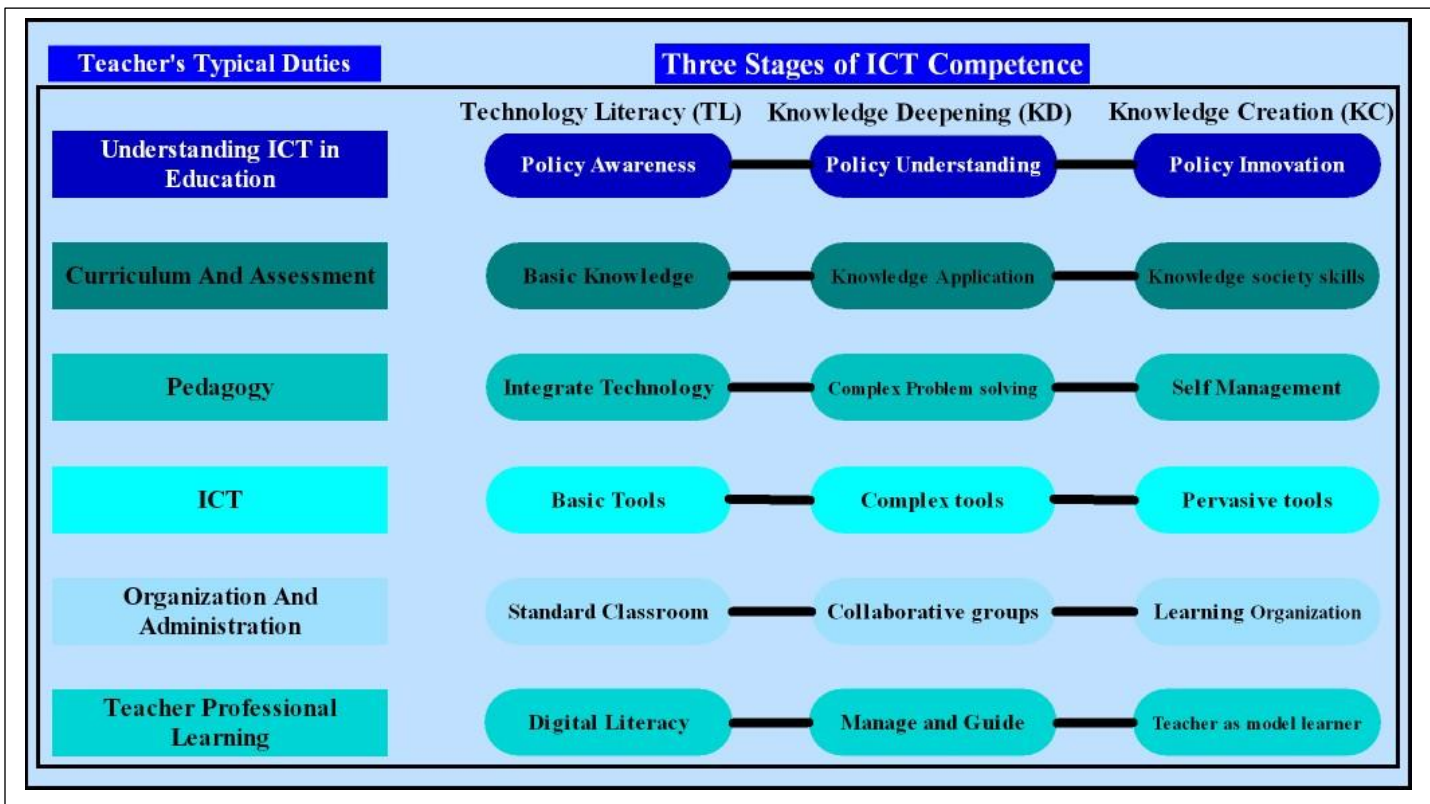 Teacher's Typical Duties
Three Stages of ICT Competence
Technology Literacy (TL)
Knowledge Deepening (KD)
Knowledge Creation (KC)
Understanding ICT in
Education
Policy Awareness
Policy Understanding
Policy Innovation
Curriculum And Assessment
Basic Knowledge
Knowledge Application
Knowledge society skills
Pedagogy
Integrate Technology
Complex Problem solving
Self Management
ICT
Basic Tools
Complex tools
Pervasive tools
Organization And
Administration
Standard Classroom
Collaborative groups
Learning Organization
Teacher Professional
Learning
Digital Literacy
Manage and Guide
Teacher as model learner